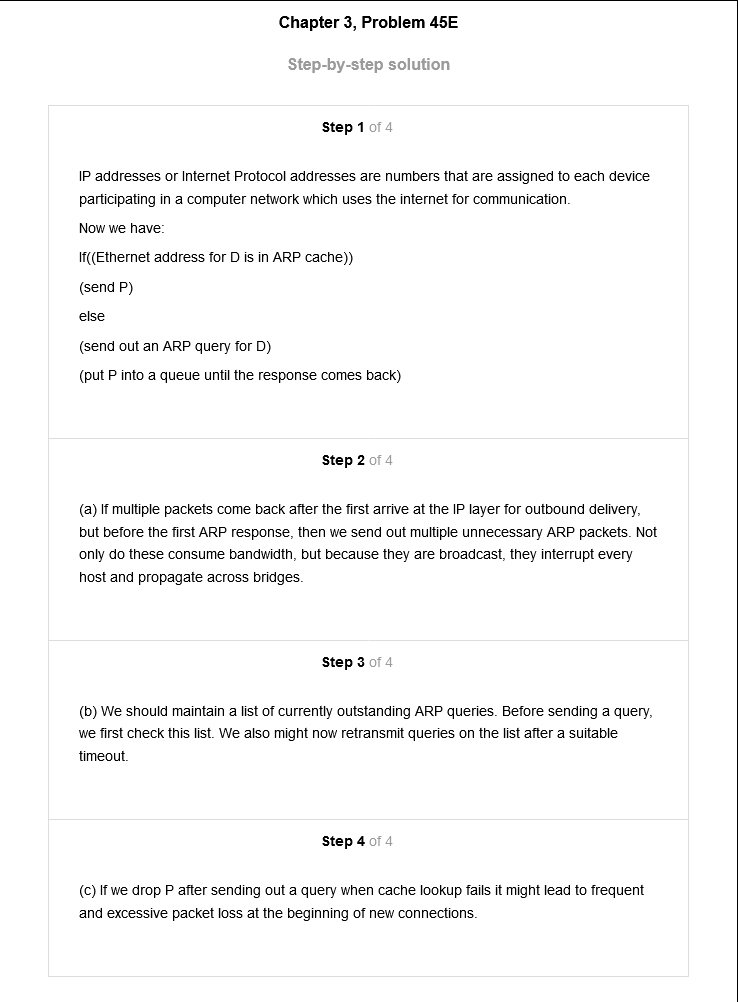 Chapter 3, Problem 45E
Step-by-step solution
Step 1 of 4
IP addresses or Internet Protocol addresses are numbers that are assigned to each device
participating in a computer network which uses the internet for communication.
Now we have:
If((Ethernet address for D is in ARP cache))
(send P)
else
(send out an ARP query for D)
(put P into a queue until the response comes back)
Step 2 of 4
(a) If multiple packets come back after the first arrive at the IP layer for outbound delivery,
but before the first ARP response, then we send out multiple unnecessary ARP packets. Not
only do these consume bandwidth, but because they are broadcast, they interrupt every
host and propagate across bridges.
Step 3 of 4
(b) We should maintain a list of currently outstanding ARP queries. Before sending a query,
we first check this list. We also might now retransmit queries on the list after a suitable
timeout.
Step 4 of 4
(c) If we drop P after sending out a query when cache lookup fails it might lead to frequent
and excessive packet loss at the beginning of new connections.